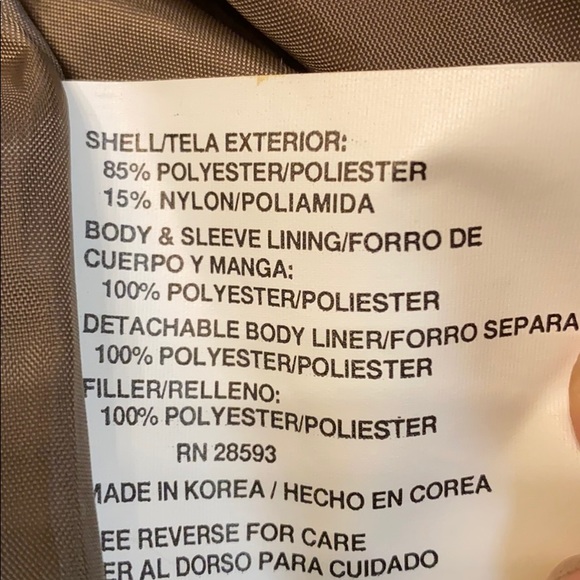 SHELL/TELA EXTERIOR:
85% POLYESTER/POLIESTER
15% NYLON/POLIAMIDA
BODY & SLEEVE LINING/FORRO DE
CUERPO Y MANGA:
100% POLYESTER/POLIESTER
DETACHABLE BODY LINER/FORRO SEPARA
100% POLYESTER/POLIESTER
FILLER/RELLENO:
100% POLYESTER/POLIESTER
RN 28593
MADE IN KOREA / HECHO EN COREA
EE REVERSE FOR CARE
ER AL DORSO PARA CUIDADO